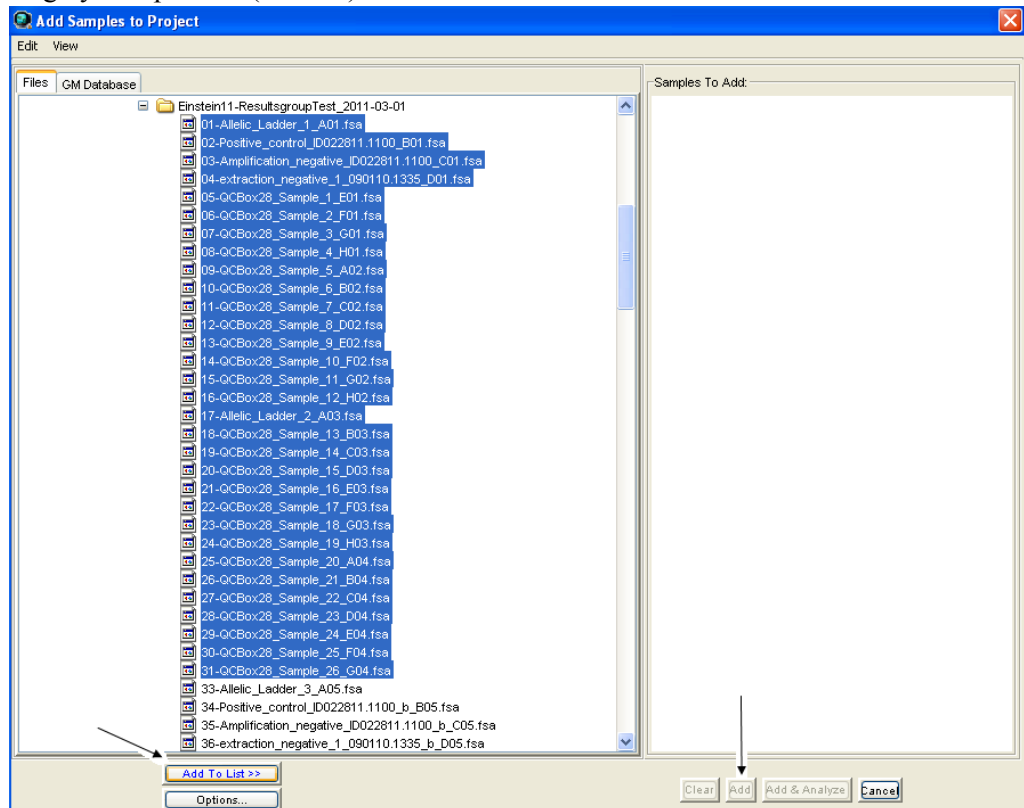 Add Samples to Project
Edit View
Files GM Database
Samples To Add:
Einstein11-ResultsgroupTest_2011-03-01
01-Allelic_Ladder_1_A01.fsa
02-Positive_control_ID022811.1100_B01.fsa
03-Amplification_negative_ID022811.1100_C01.fsa
04-extraction_negative_1_090110.1335_D01.fsa
05-QCBox28_Sample_1_E01.fsa
06-QCBox28_Sample_2_F01.fsa
07-QCBox28_Sample_3_G01.fsa
08-QCBox28_Sample_4_H01.fsa
09-QCBox28_Sample_5_A02.fsa
10-QCBox28_Sample_6_B02.fsa
11-QCBox28_Sample_7_C02.fsa
12-QCBox28_Sample_8_D02.fsa
13-QCBox28_Sample_9_E02.fsa
14-QCBox28_Sample_10_F02.fsa
15-QCBox28_Sample_11_G02.fsa
16-QCBox28_Sample_12_H02.fsa
17-Allelic_Ladder_2_A03.fsa
18-QCBox28_Sample_13_B03.fsa
19-QCBox28_Sample_14_C03.fsa
20-QCBox28_Sample_15_D03.fsa
21-QCBox28_Sample_16_E03.fsa
22-QCBox28_Sample_17_F03.fsa
23-QCBox28_Sample_18_G03.fsa
24-QCBox28_Sample_19_H03.fsa
25-QCBox28_Sample_20_A04.fsa
26-QCBox28_Sample_21_B04.fsa
27-QCBox28_Sample_22_C04.fsa
28-QCBox28_Sample_23_D04.fsa
29-QCBox28_Sample_24_E04.fsa
30-QCBox28_Sample_25_F04.fsa
31-QCBox28_Sample_26_G04.fsa
33-Allelic_Ladder_3_A05.fsa
34-Positive_control_ID022811.1100_b_B05.fsa
35-Amplification_negative_ID022811.1100_b_C05.fsa
36-extraction_negative_1_090110.1335_b_D05.fsa
Add To List >>
Options...
Clear Add Add & Analyze Cancel